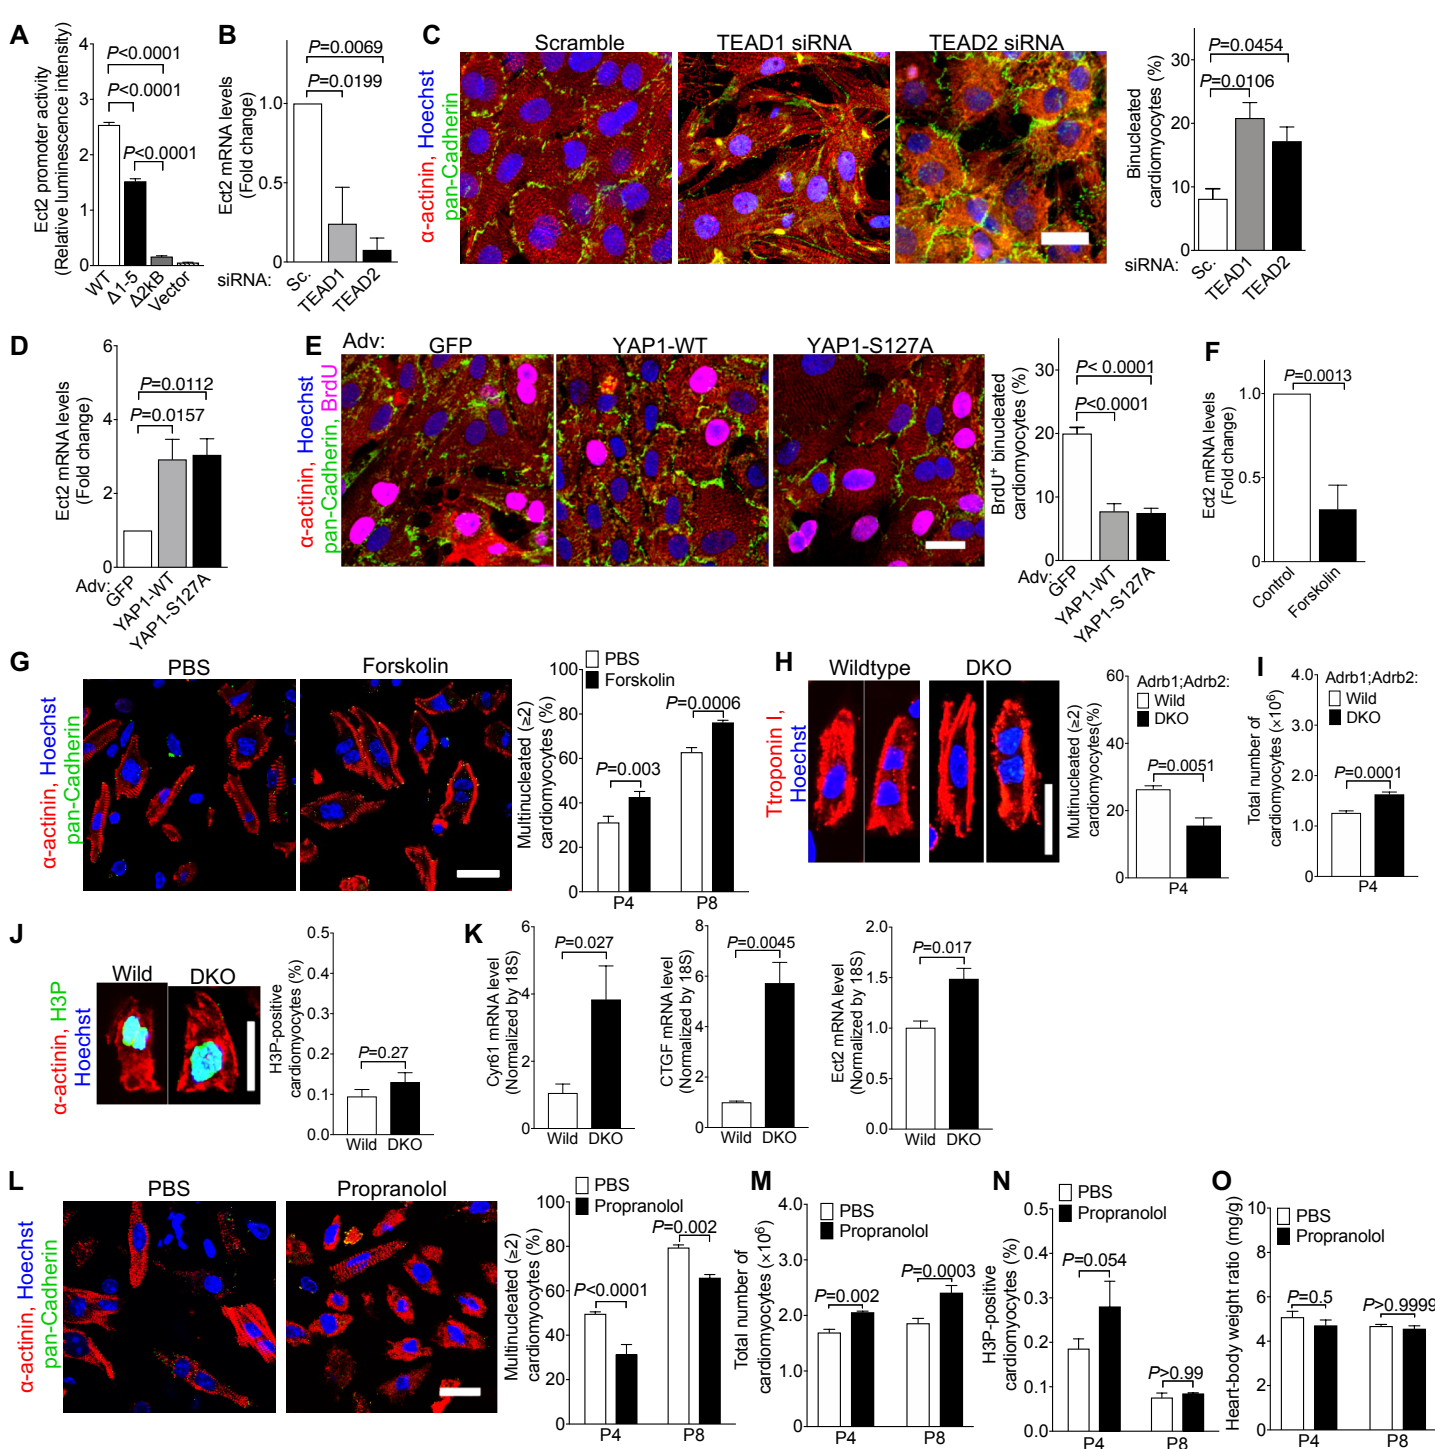 A
Ect2 promoter activity
(Relative luminescence intensity)
4
3
2
1
0
P<0.0001
P<0.0001
P<0.0001
WT
Δ1-5
Δ2kB
Vector
B
Ect2 mRNA levels
(Fold change)
1.0
0.5
0
P=0.0069
P=0.0199
siRNA:
Sc.
TEAD1
TEAD2
C
Scramble
TEAD1 siRNA
TEAD2 siRNA
α-actinin, Hoechst
pan-Cadherin
Binucleated
cardiomyocytes (%)
30
20
10
0
P=0.0454
P=0.0106
siRNA:
Sc.
TEAD1
TEAD2
D
Ect2 mRNA levels
(Fold change)
6
4
2
0
P=0.0112
P=0.0157
Adv:
GFP
YAP1-WT
YAP1-S127A
E
Adv:
GFP
YAP1-WT
YAP1-S127A
α-actinin, Hoechst
pan-Cadherin, BrdU
BrdU⁺ binucleated
cardiomyocytes (%)
30
20
10
0
P< 0.0001
P<0.0001
Adv:
GFP
YAP1-WT
YAP1-S127A
F
Ect2 mRNA levels
(Fold change)
1.0
0.5
0
P=0.0013
Control
Forskolin
G
PBS
Forskolin
α-actinin, Hoechst
pan-Cadherin
Multinucleated (≥2)
cardiomyocytes (%)
100
80
60
40
20
0
PBS
Forskolin
P=0.0006
P=0.003
P4
P8
H
Wildtype
DKO
Ttroponin I,
Hoechst
Multinucleated (≥2)
cardiomyocytes(%)
60
40
20
0
Adrb1;Adrb2:
Wild
DKO
P=0.0051
P4
I
Total number of
cardiomyocytes (×10⁶)
4.0
3.0
2.0
1.0
0
Adrb1;Adrb2:
Wild
DKO
P=0.0001
P4
J
Wild
DKO
α-actinin, H3P
Hoechst
H3P-positive
cardiomyocytes (%)
0.5
0.4
0.3
0.2
0.1
0.0
P=0.27
Wild
DKO
K
Cyr61 mRNA level
(Normalized by 18S)
6
4
2
0
P=0.027
Wild
DKO
CTGF mRNA level
(Normalized by 18S)
8
6
4
2
0
P=0.0045
Wild
DKO
Ect2 mRNA level
(Normalized by 18S)
2.0
1.5
1.0
0.5
0.0
P=0.017
Wild
DKO
L
PBS
Propranolol
α-actinin, Hoechst
pan-Cadherin
Multinucleated (≥2)
cardiomyocytes (%)
100
80
60
40
20
0
PBS
Propranolol
P=0.002
P<0.0001
P4
P8
M
Total number of
cardiomyocytes (×10⁶)
4.0
3.0
2.0
1.0
0
PBS
Propranolol
P=0.0003
P=0.002
P4
P8
N
H3P-positive
cardiomyocytes (%)
0.5
0.4
0.3
0.2
0.1
0.0
PBS
Propranolol
P=0.054
P>0.99
P4
P8
O
Heart-body weight ratio (mg/g)
10
8
6
4
2
0
PBS
Propranolol
P=0.5
P>0.9999
P4
P8